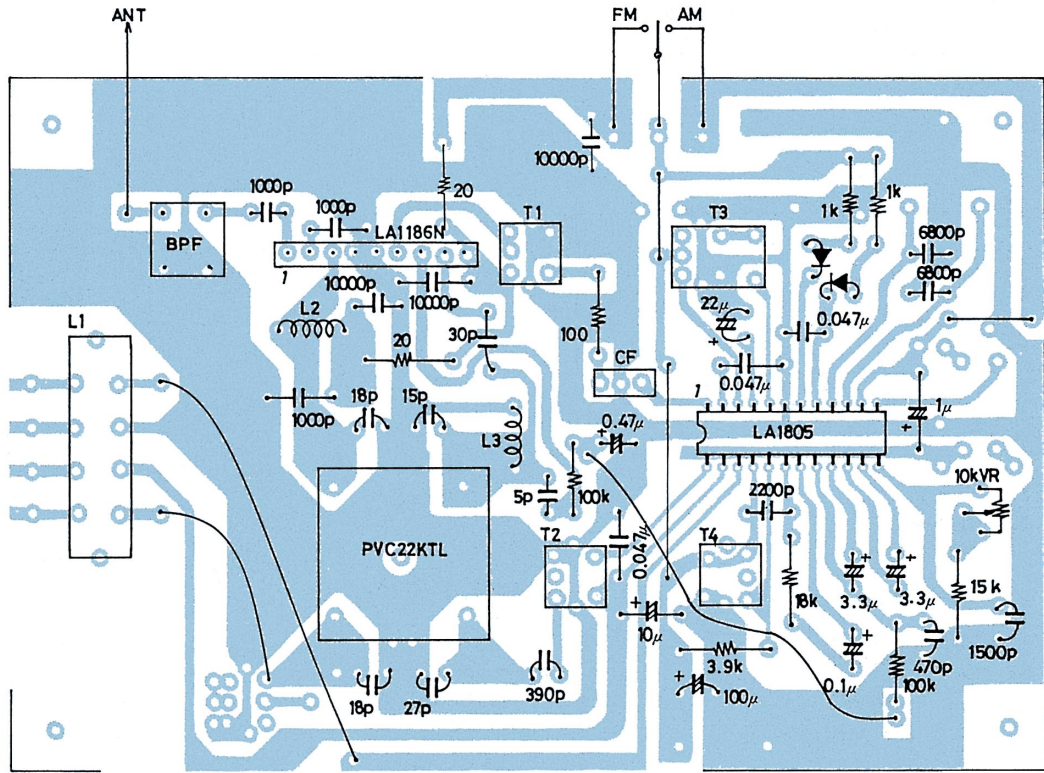 ANT
FM
AM
10000p
1000p
20
1000p
T1
T3
1k
1k
BPF
LA1186N
6800p
1
10000p
10000p
6800p
L2
22μ
+
0.047μ
L1
30p
100
20
CF
0.047μ
18p
15p
1
1μ
+
1000p
0.47μ
+
LA1805
L3
10kVR
5p
100k
2200p
PVC22KTL
T2
0.047μ
T4
+
+
18k
3.3μ
3.3μ
15k
+
10μ
+
1500p
3.9k
0.1μ
470p
100k
390p
+
100μ
18p
27p